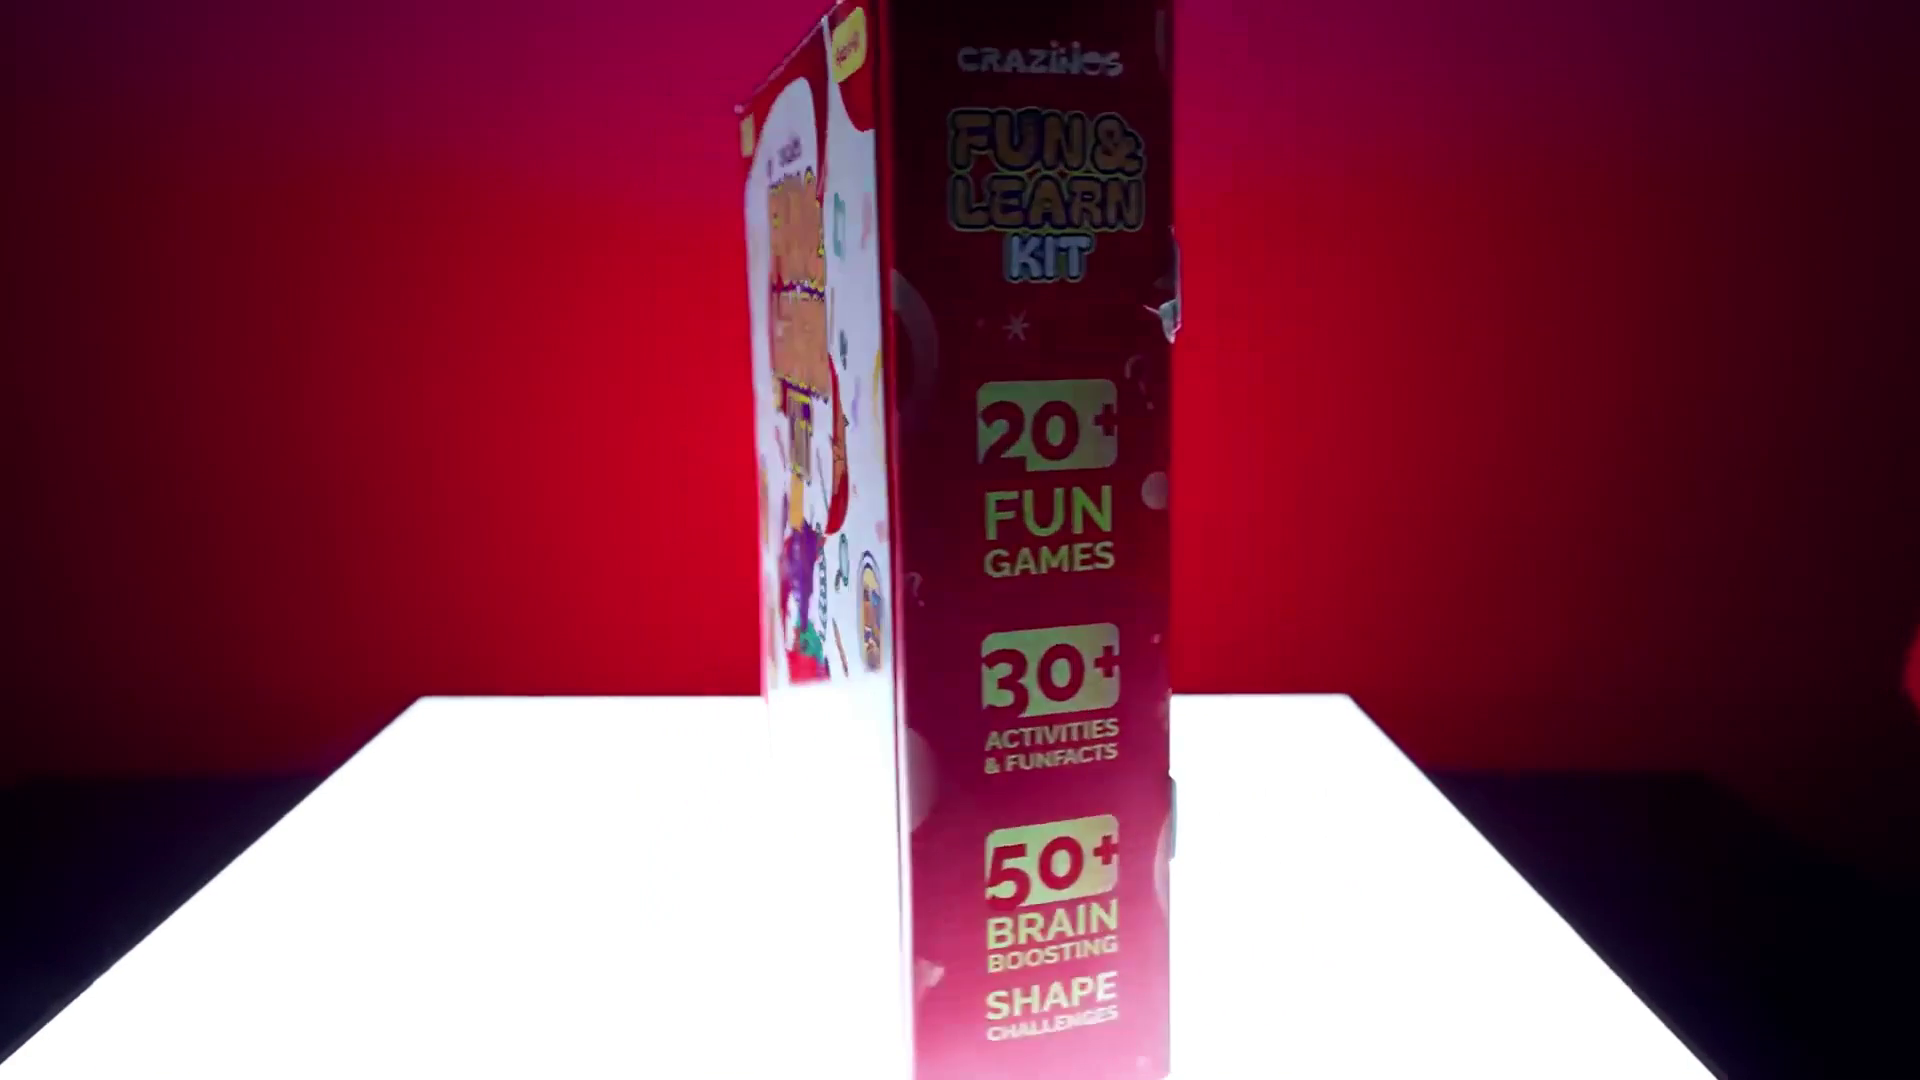 CRAZINOS
FUN &
LEARN
KIT
20+
FUN
GAMES
30+
ACTIVITIES
& FUNFACTS
50+
BRAIN
BOOSTING
SHAPE
CHALLENGES